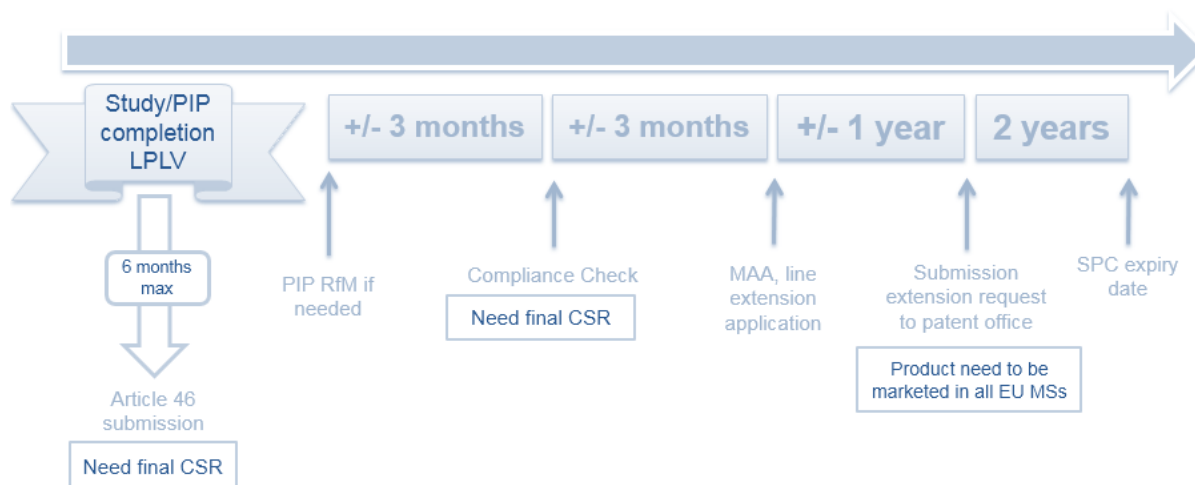 Study/PIP
completion
LPLV
+/- 3 months
+/- 3 months
+/- 1 year
2 years
6 months
max
Article 46
submission
Need final CSR
PIP RfM if
needed
Compliance Check
Need final CSR
MAA, line
extension
application
Submission
extension request
to patent office
Product need to be
marketed in all EU MSs
SPC expiry
date